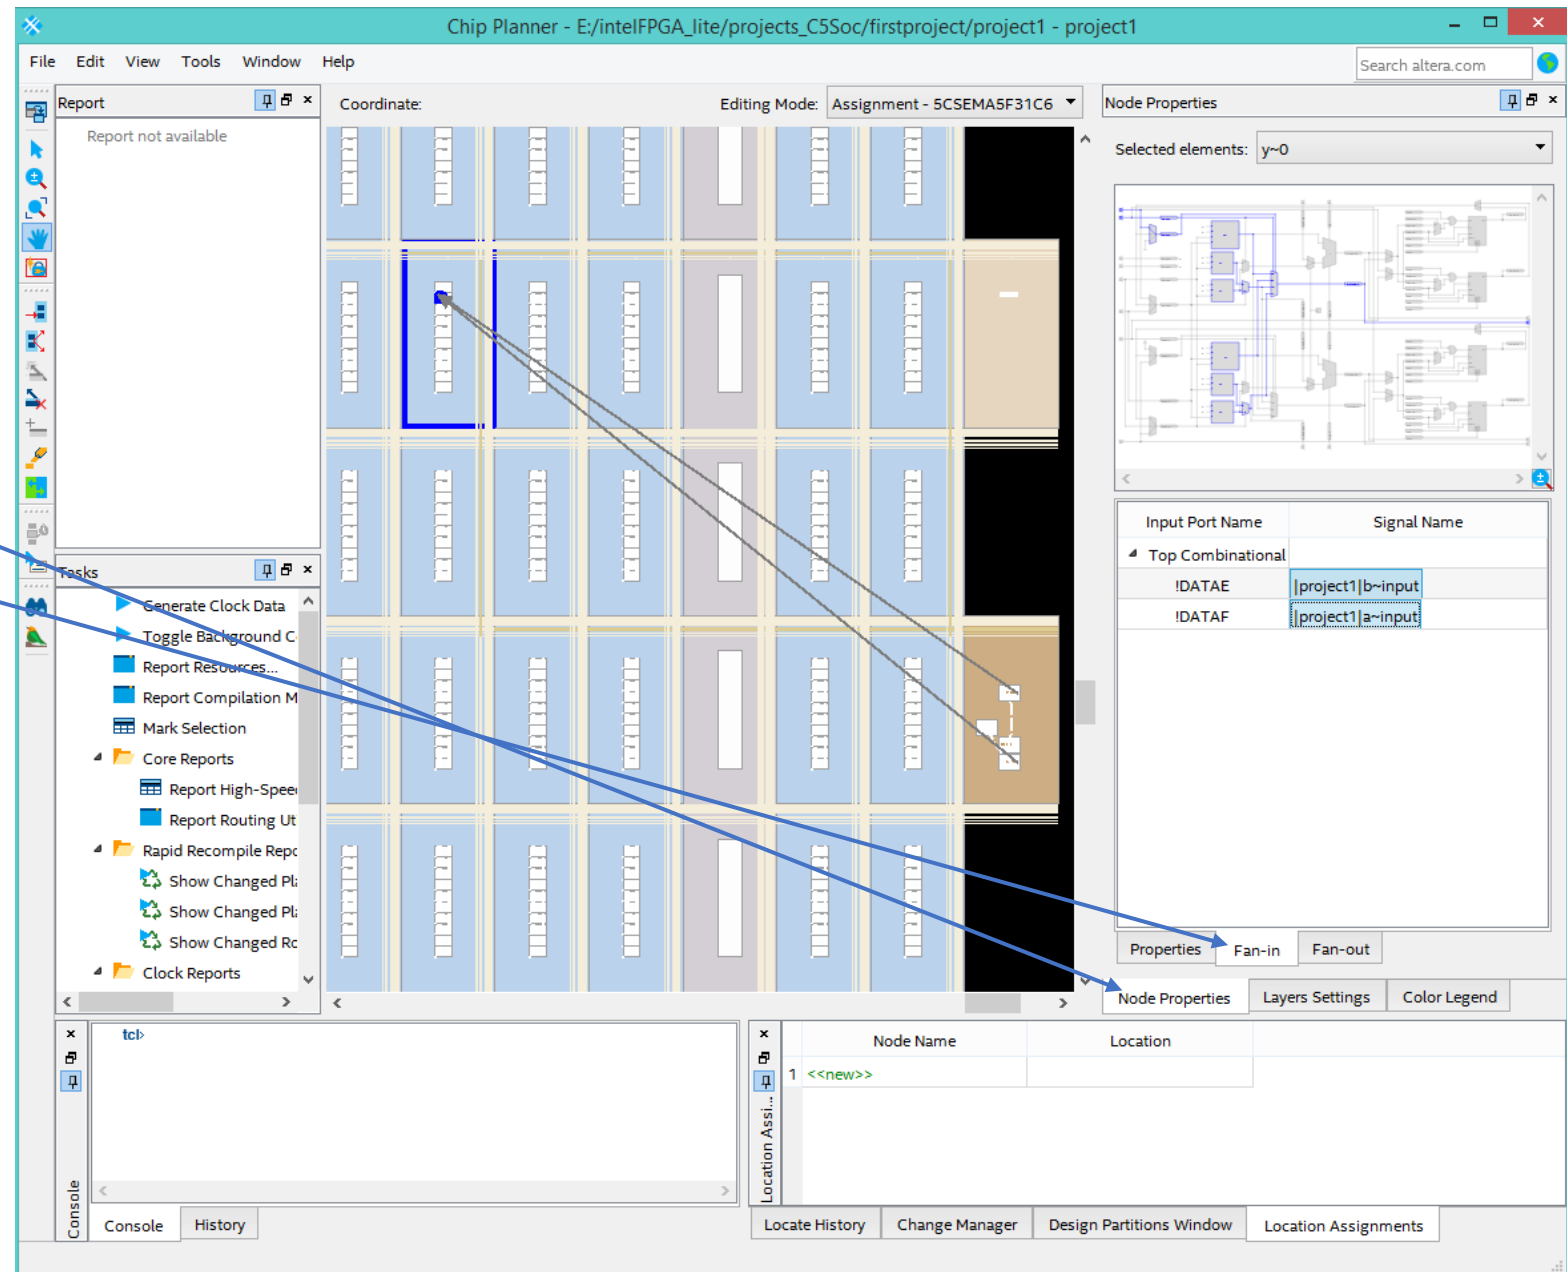 Chip Planner - E:/intelFPGA_lite/projects_C5Soc/firstproject/project1 - project1
File Edit View Tools Window Help
Search altera.com
Report
Report not available
Coordinate:
Editing Mode: Assignment - 5CSEMA5F31C6
Node Properties
Selected elements: y~0
Input Port Name Signal Name
Top Combinational
!DATAE |project1|b~input
!DATAF |project1|a~input
Properties Fan-in Fan-out
Node Properties Layers Settings Color Legend
Tasks
Generate Clock Data
Toggle Background C
Report Resources...
Report Compilation M
Mark Selection
Core Reports
Report High-Spee
Report Routing Ut
Rapid Recompile Repo
Show Changed Pla
Show Changed Pla
Show Changed Ro
Clock Reports
tcl>
Console
Console History
Location Assi...
Node Name Location
1 <<new>>
Locate History Change Manager Design Partitions Window Location Assignments